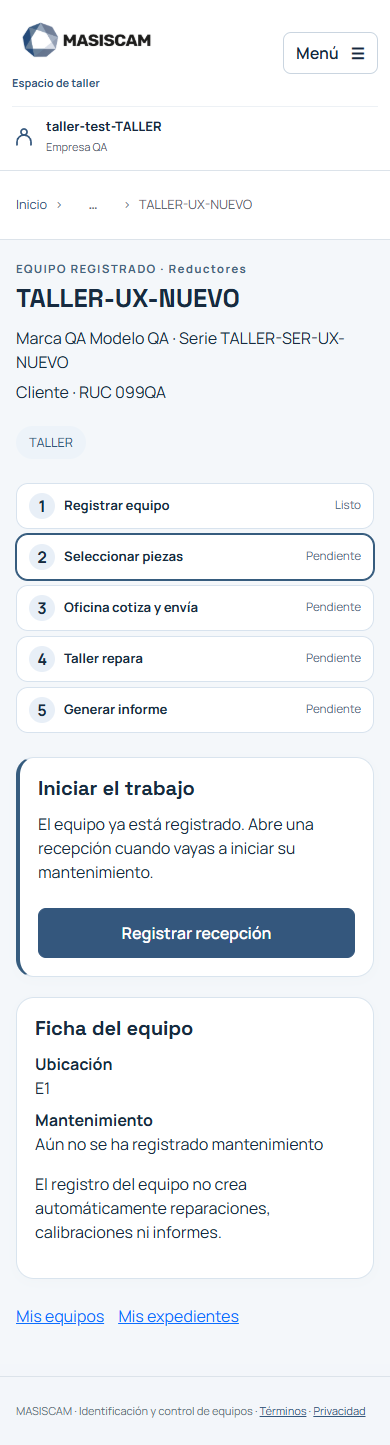 MASISCAM
Menú ☰
Espacio de taller
taller-test-TALLER
Empresa QA
Inicio › … › TALLER-UX-NUEVO
EQUIPO REGISTRADO · Reductores
TALLER-UX-NUEVO
Marca QA Modelo QA · Serie TALLER-SER-UX-
NUEVO
Cliente · RUC 099QA
TALLER
1 Registrar equipo Listo
2 Seleccionar piezas Pendiente
3 Oficina cotiza y envía Pendiente
4 Taller repara Pendiente
5 Generar informe Pendiente
Iniciar el trabajo
El equipo ya está registrado. Abre una
recepción cuando vayas a iniciar su
mantenimiento.
Registrar recepción
Ficha del equipo
Ubicación
E1
Mantenimiento
Aún no se ha registrado mantenimiento
El registro del equipo no crea
automáticamente reparaciones,
calibraciones ni informes.
Mis equipos Mis expedientes
MASISCAM · Identificación y control de equipos · Términos · Privacidad